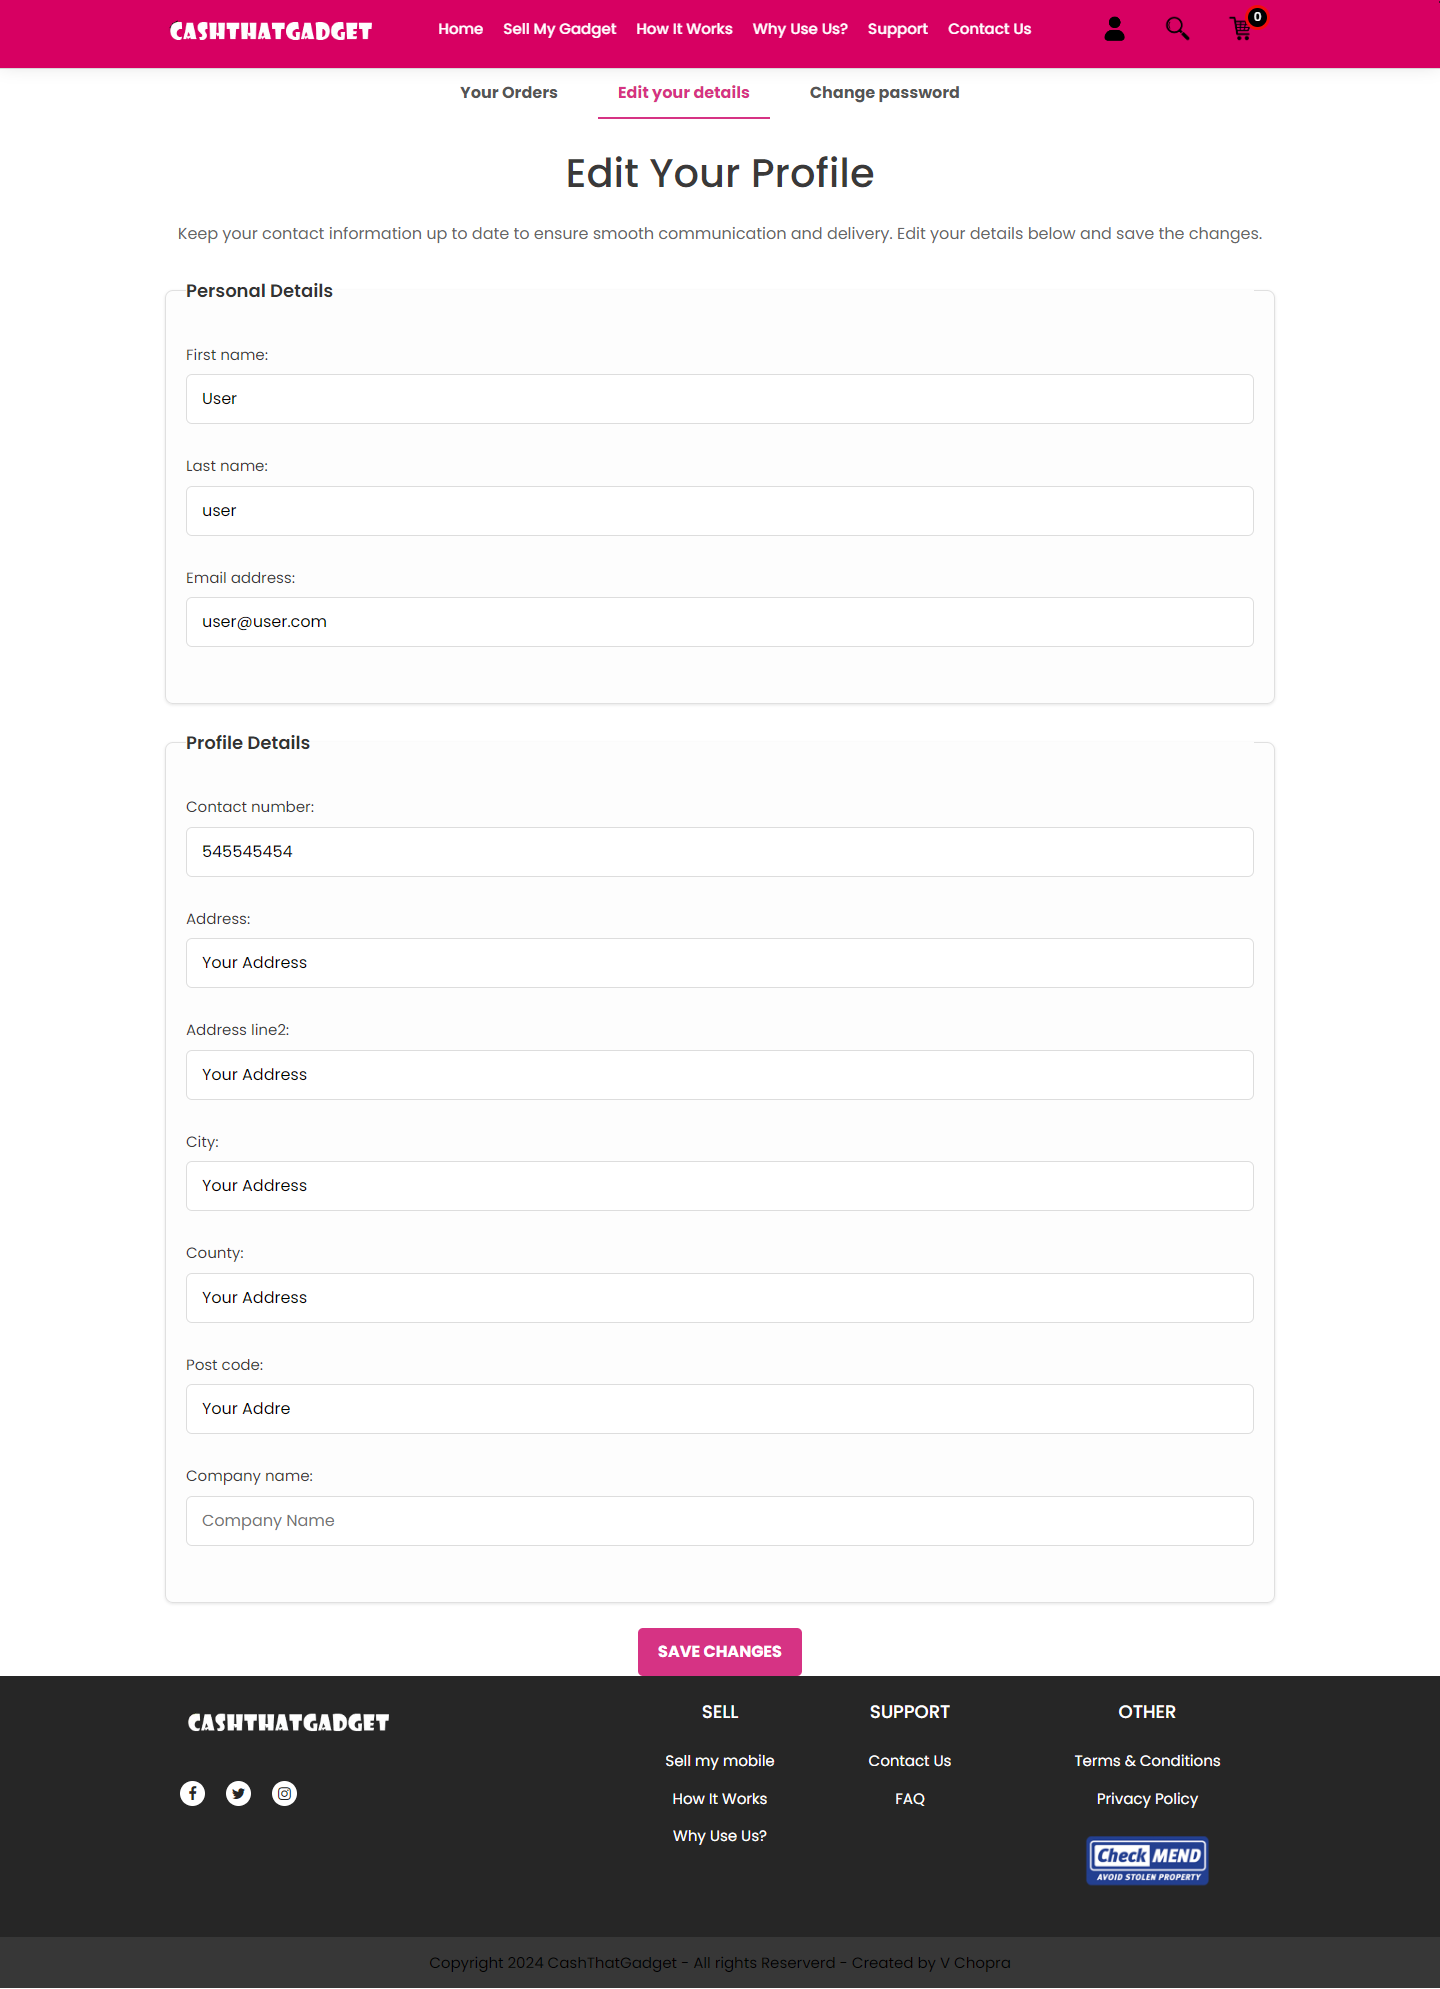 CASHTHATGADGET Home Sell My Gadget How It Works Why Use Us? Support Contact Us 0
Your Orders Edit your details Change password
Edit Your Profile
Keep your contact information up to date to ensure smooth communication and delivery. Edit your details below and save the changes.
Personal Details
First name:
User
Last name:
user
Email address:
user@user.com
Profile Details
Contact number:
545545454
Address:
Your Address
Address line2:
Your Address
City:
Your Address
County:
Your Address
Post code:
Your Addre
Company name:
Company Name
SAVE CHANGES
CASHTHATGADGET
SELL
Sell my mobile
How It Works
Why Use Us?
SUPPORT
Contact Us
FAQ
OTHER
Terms & Conditions
Privacy Policy
CheckMEND
AVOID STOLEN PROPERTY
Copyright 2024 CashThatGadget - All rights Reserverd - Created by V Chopra